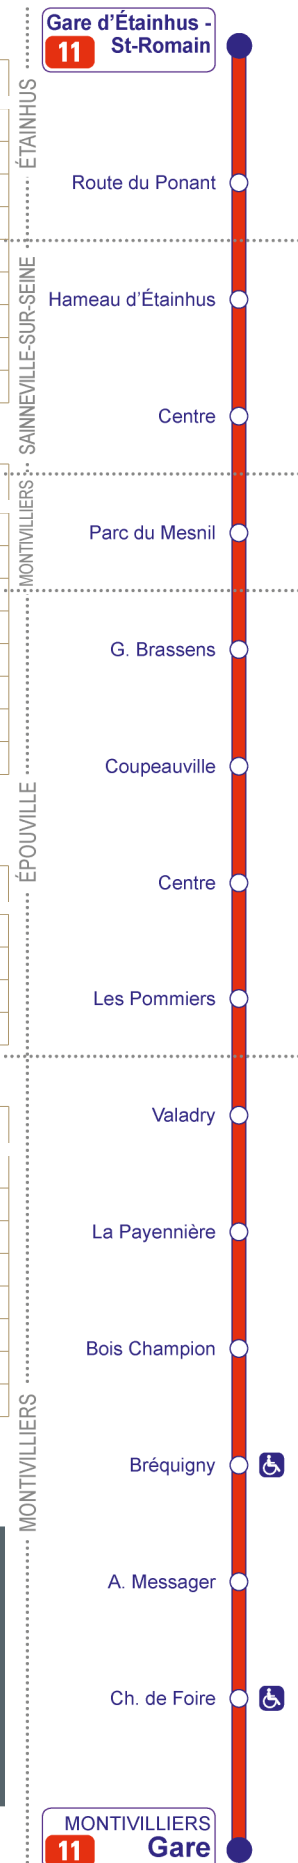 Gare d'Étainhus -
11 St-Romain
ÉTAINHUS
Route du Ponant
SAINNEVILLE-SUR-SEINE
Hameau d'Étainhus
Centre
MONTIVILLIERS
Parc du Mesnil
ÉPOUVILLE
G. Brassens
Coupeauville
Centre
Les Pommiers
MONTIVILLIERS
Valadry
La Payennière
Bois Champion
Bréquigny
A. Messager
Ch. de Foire
MONTIVILLIERS
11 Gare